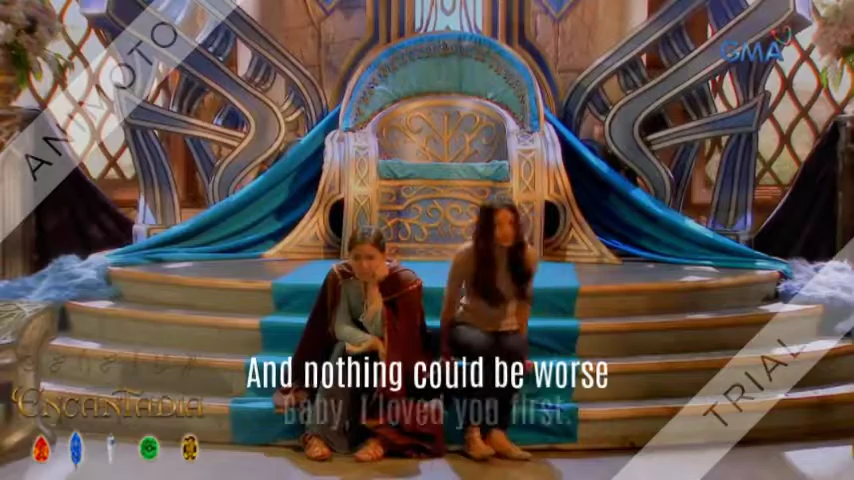 ANIMOTO
GMA
And nothing could be worse
Baby, I loved you first.
ENCANTADIA
TRIAL